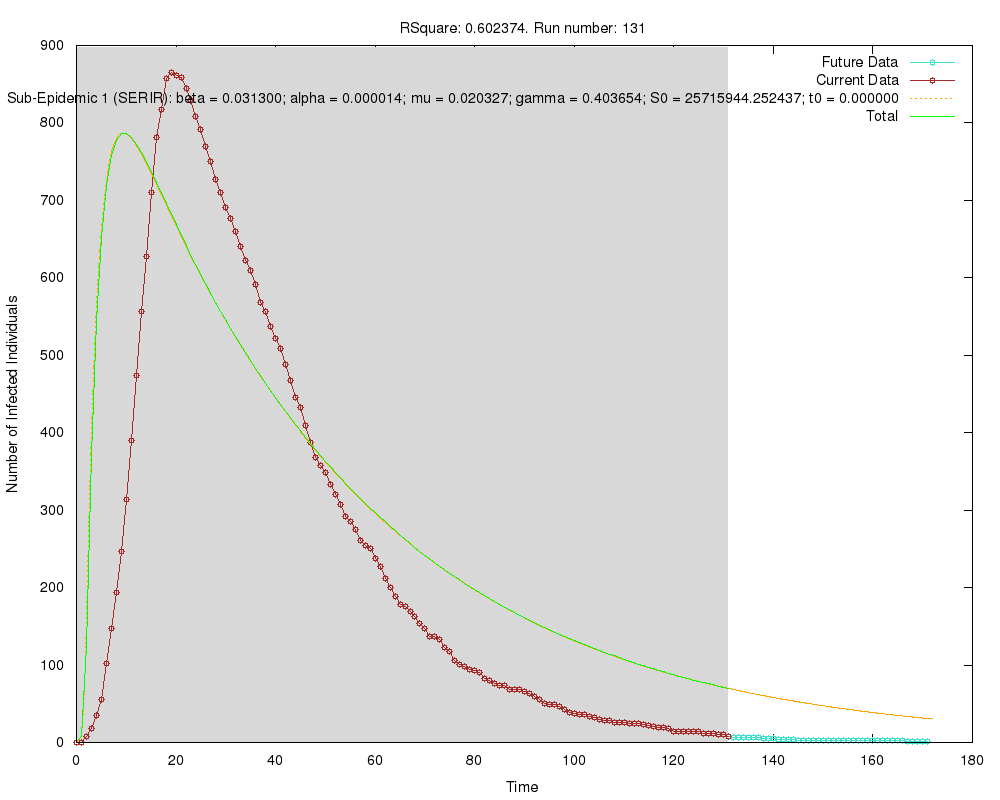 RSquare: 0.602374. Run number: 131
Future Data
Current Data
Sub-Epidemic 1 (SERIR): beta = 0.031300; alpha = 0.000014; mu = 0.020327; gamma = 0.403654; S0 = 25715944.252437; t0 = 0.000000
Total
Number of Infected Individuals
900
800
700
600
500
400
300
200
100
0
0 20 40 60 80 100 120 140 160 180
Time